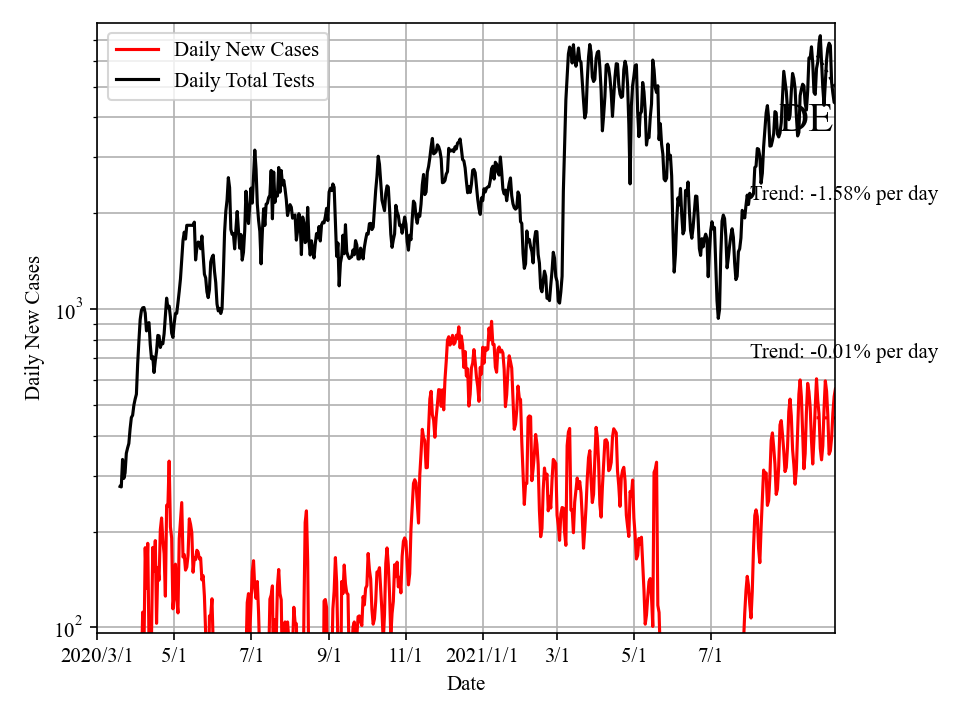 Daily New Cases
Daily Total Tests
DE
Trend: -1.58% per day
Trend: -0.01% per day
10³
10²
Daily New Cases
2020/3/1 5/1 7/1 9/1 11/1 2021/1/1 3/1 5/1 7/1
Date